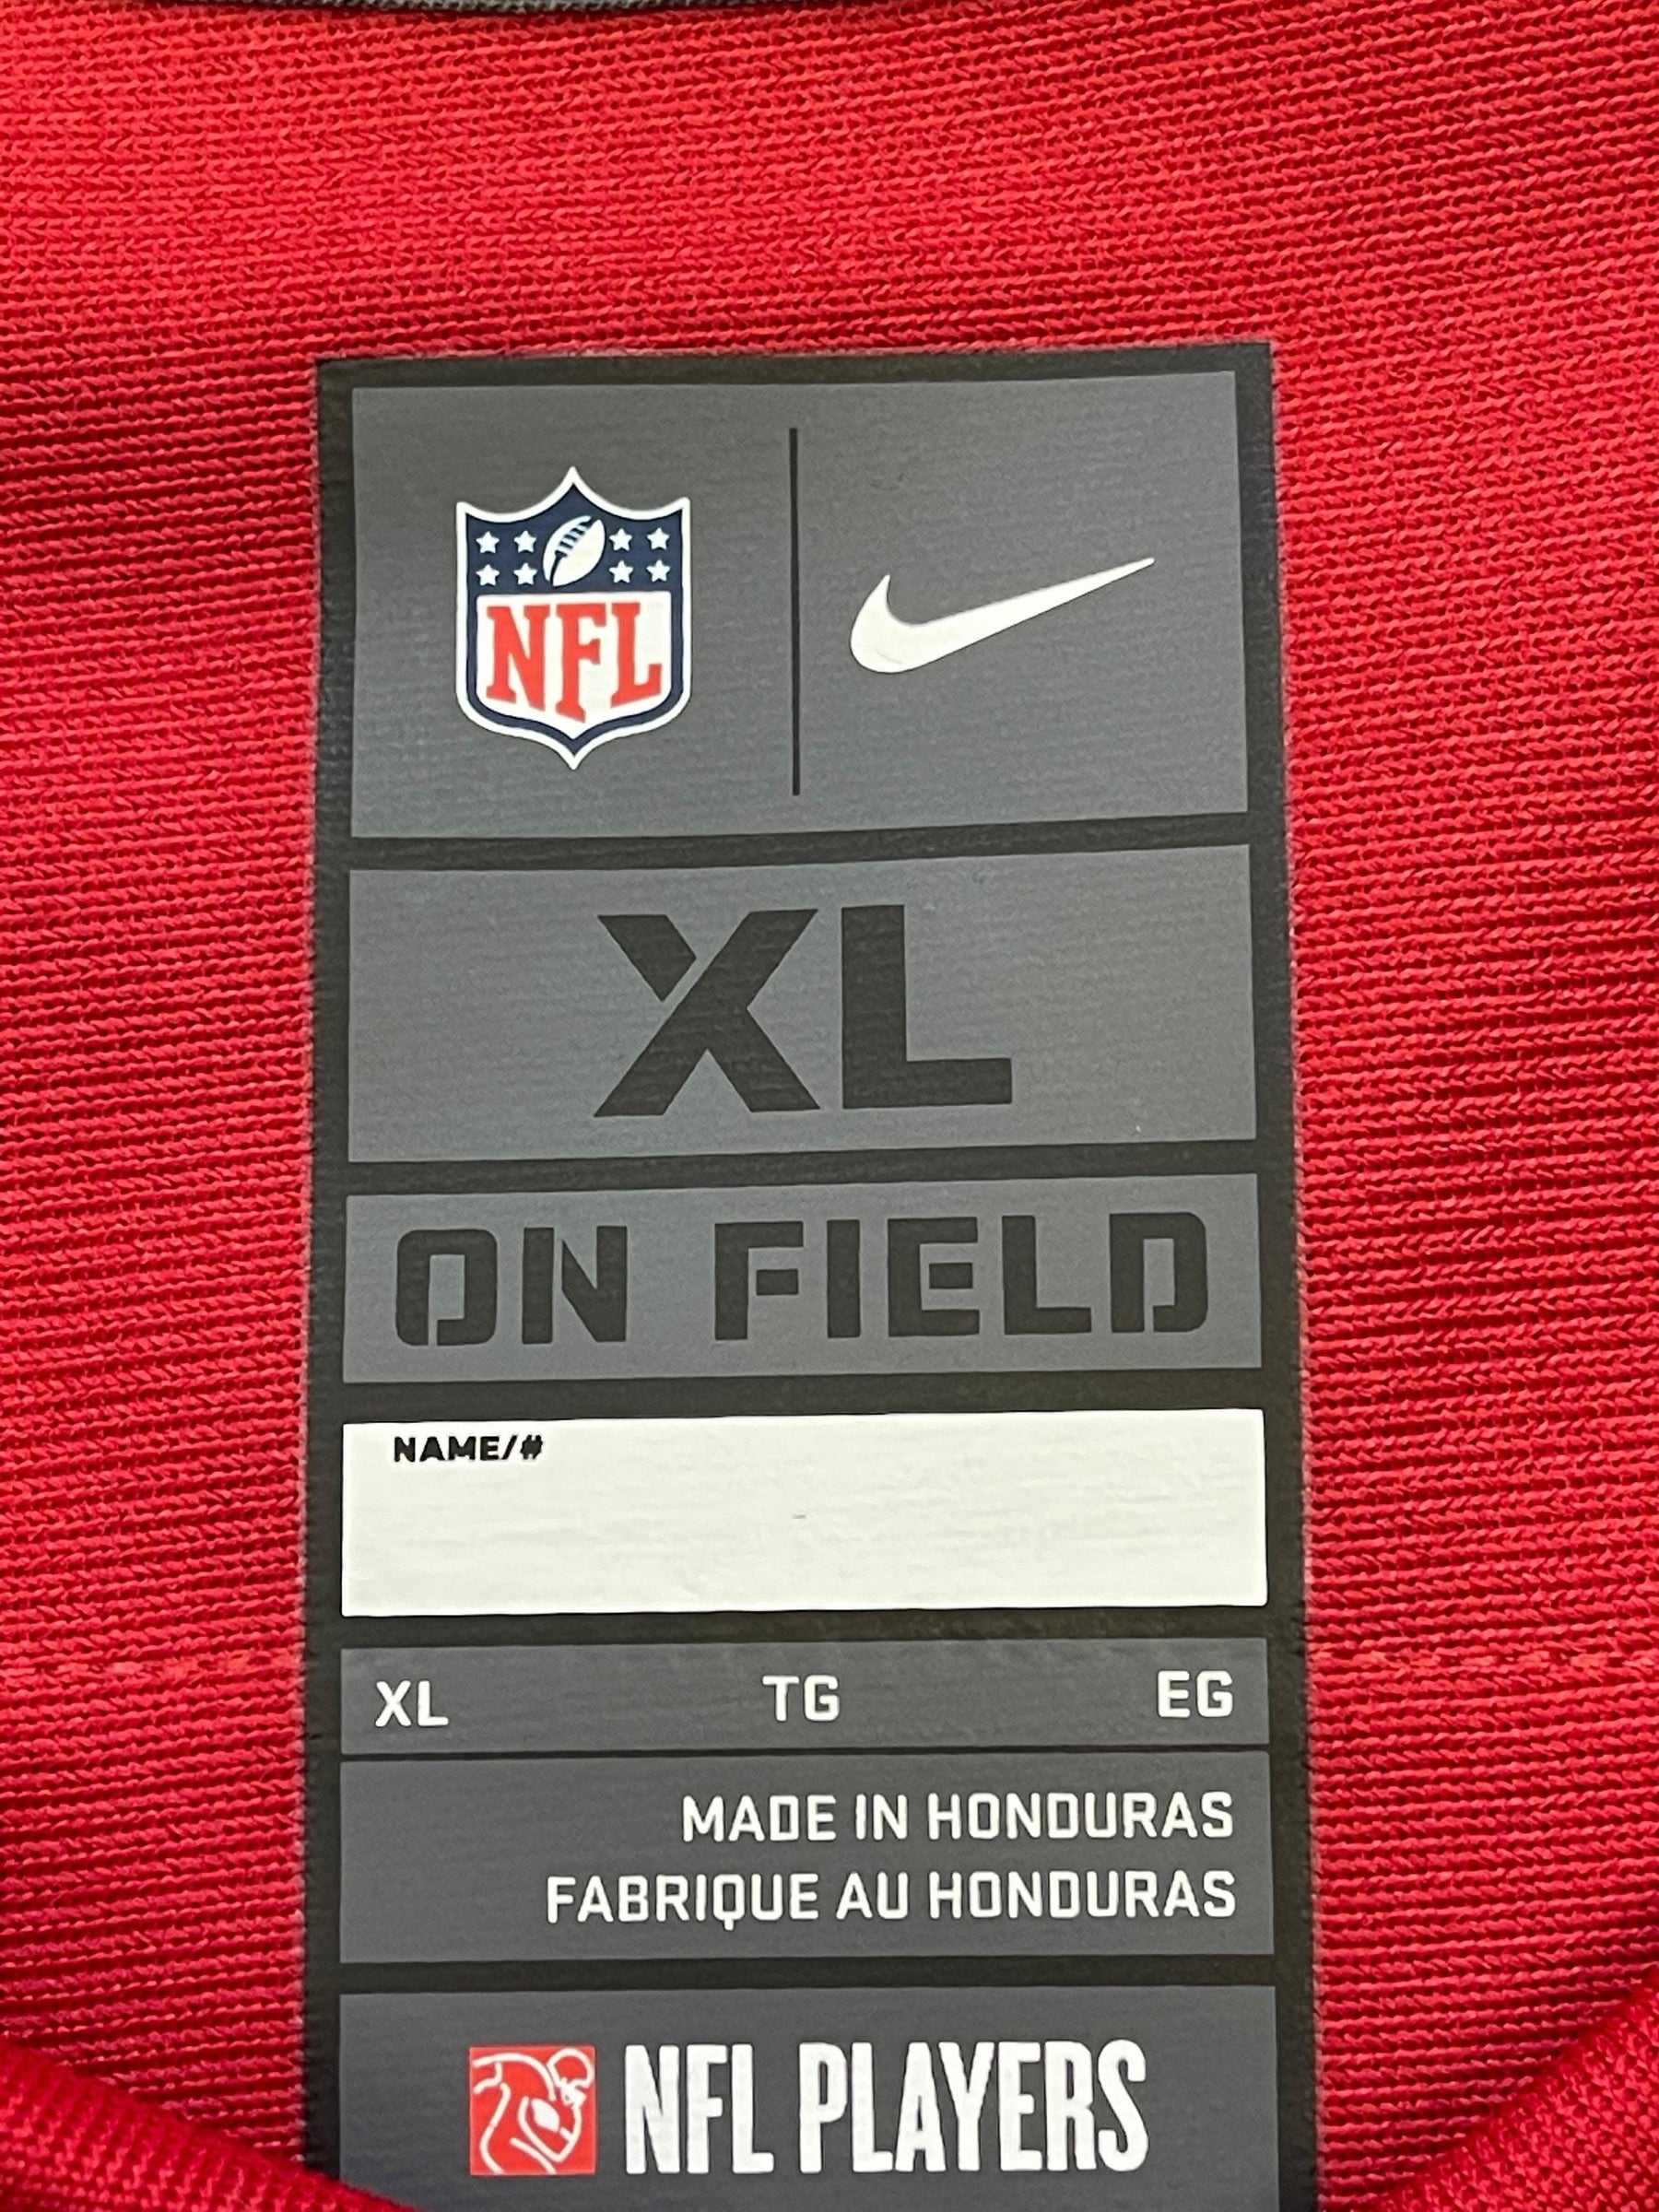 NFL
XL
ON FIELD
NAME/#
XL TG EG
MADE IN HONDURAS
FABRIQUE AU HONDURAS
NFL PLAYERS